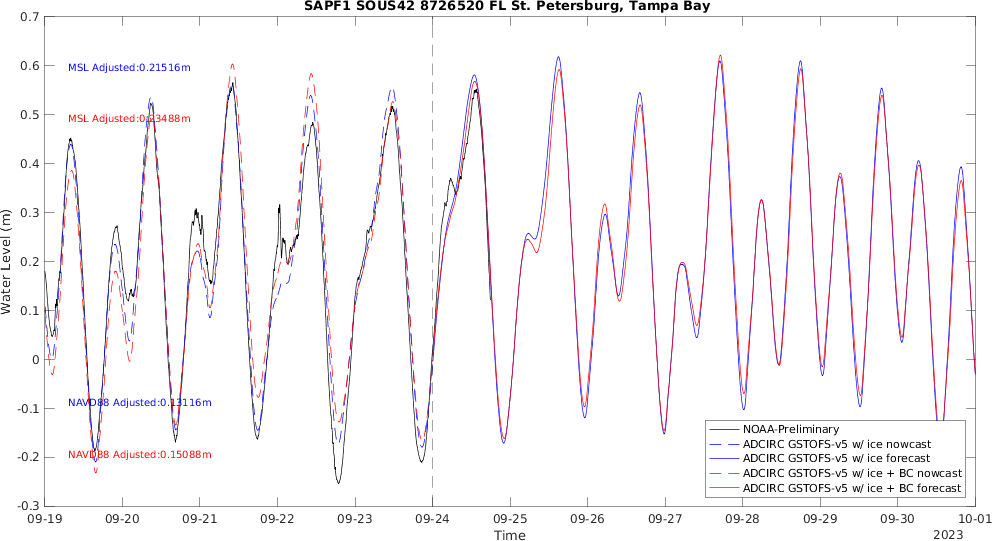 SAPF1 SOUS42 8726520 FL St. Petersburg, Tampa Bay
Water Level (m)
0.7
0.6
0.5
0.4
0.3
0.2
0.1
0
-0.1
-0.2
-0.3
MSL Adjusted:0.21516m
MSL Adjusted:0.23488m
NAVD88 Adjusted:0.13116m
NAVD88 Adjusted:0.15088m
NOAA-Preliminary
ADCIRC GSTOFS-v5 w/ ice nowcast
ADCIRC GSTOFS-v5 w/ ice forecast
ADCIRC GSTOFS-v5 w/ ice + BC nowcast
ADCIRC GSTOFS-v5 w/ ice + BC forecast
09-19 09-20 09-21 09-22 09-23 09-24 09-25 09-26 09-27 09-28 09-29 09-30 10-01
Time
2023